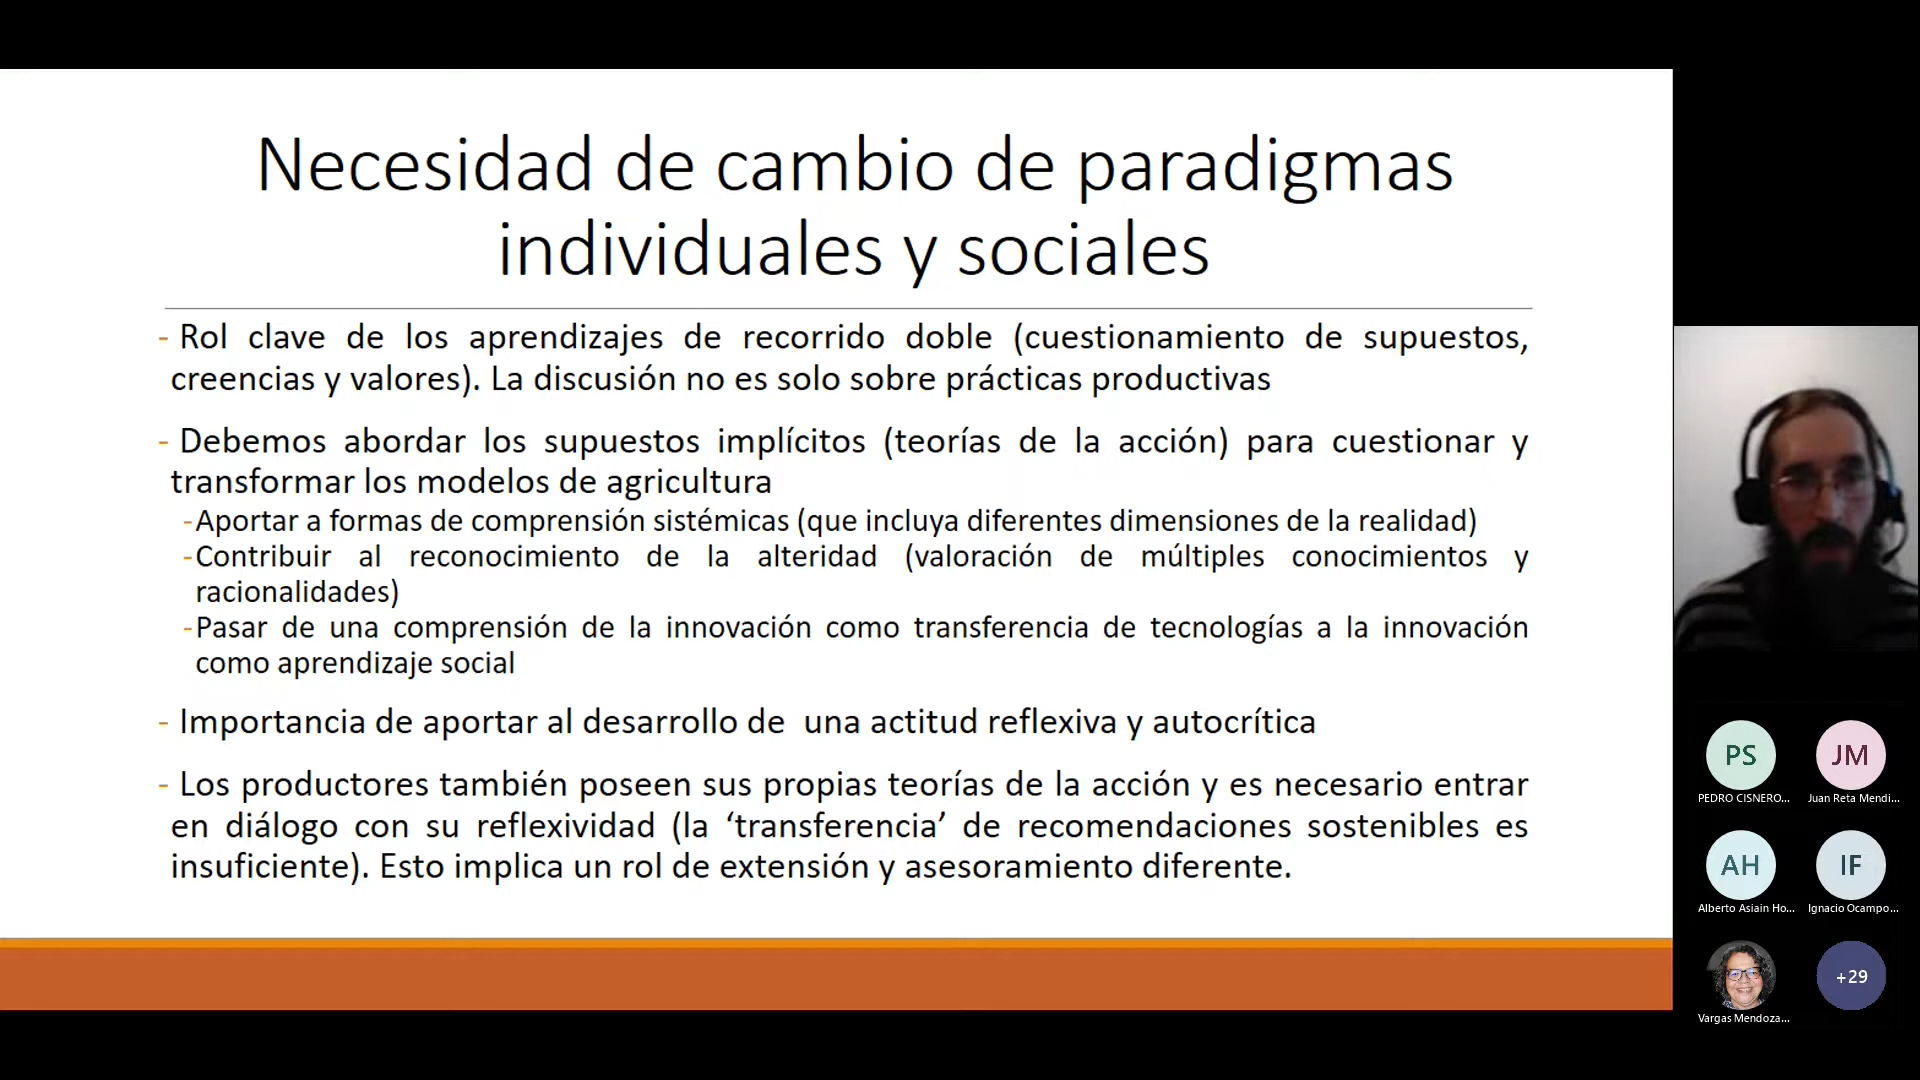 Necesidad de cambio de paradigmas
individuales y sociales
- Rol clave de los aprendizajes de recorrido doble (cuestionamiento de supuestos,
creencias y valores). La discusión no es solo sobre prácticas productivas
- Debemos abordar los supuestos implícitos (teorías de la acción) para cuestionar y
transformar los modelos de agricultura
-Aportar a formas de comprensión sistémicas (que incluya diferentes dimensiones de la realidad)
-Contribuir al reconocimiento de la alteridad (valoración de múltiples conocimientos y
racionalidades)
-Pasar de una comprensión de la innovación como transferencia de tecnologías a la innovación
como aprendizaje social
- Importancia de aportar al desarrollo de  una actitud reflexiva y autocrítica
- Los productores también poseen sus propias teorías de la acción y es necesario entrar
en diálogo con su reflexividad (la ‘transferencia’ de recomendaciones sostenibles es
insuficiente). Esto implica un rol de extensión y asesoramiento diferente.
PS
PEDRO CISNERO...
JM
Juan Reta Mendi...
AH
Alberto Asiain Ho...
IF
Ignacio Ocampo...
Vargas Mendoza...
+29